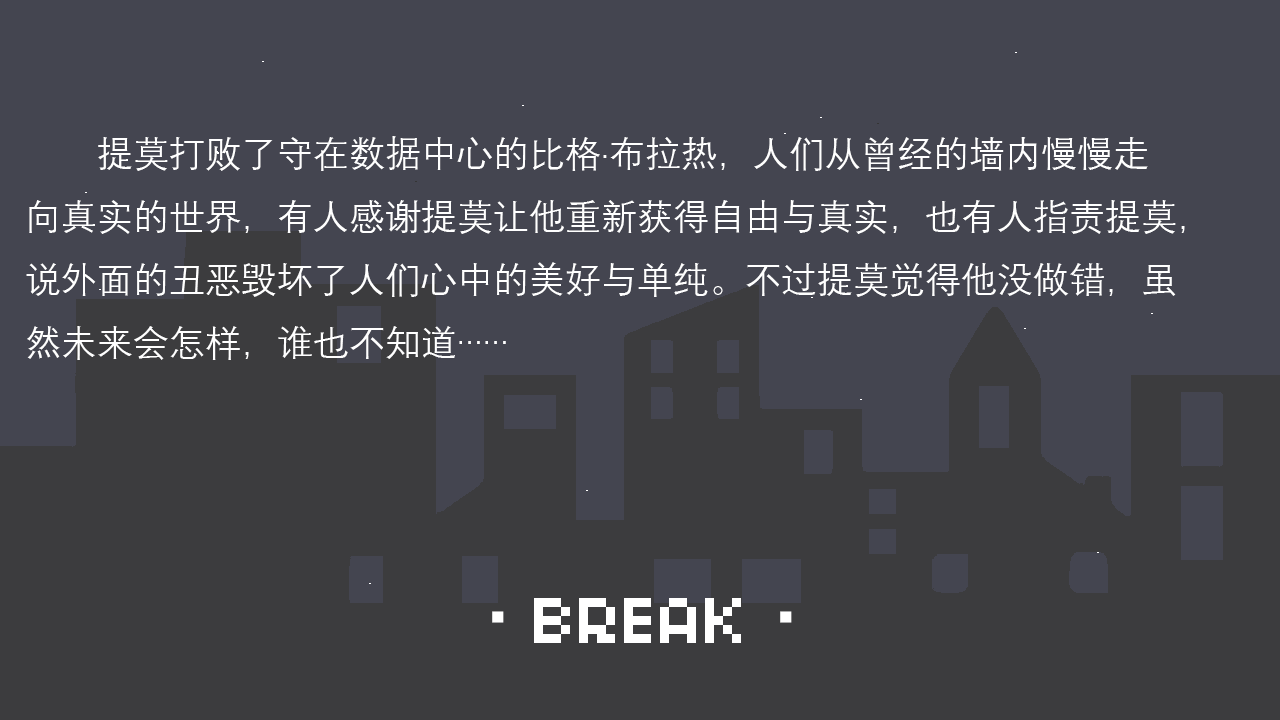 提莫打败了守在数据中心的比格·布拉热，人们从曾经的墙内慢慢走
向真实的世界，有人感谢提莫让他重新获得自由与真实，也有人指责提莫，
说外面的丑恶毁坏了人们心中的美好与单纯。不过提莫觉得他没做错，虽
然未来会怎样，谁也不知道……
· BREAK ·